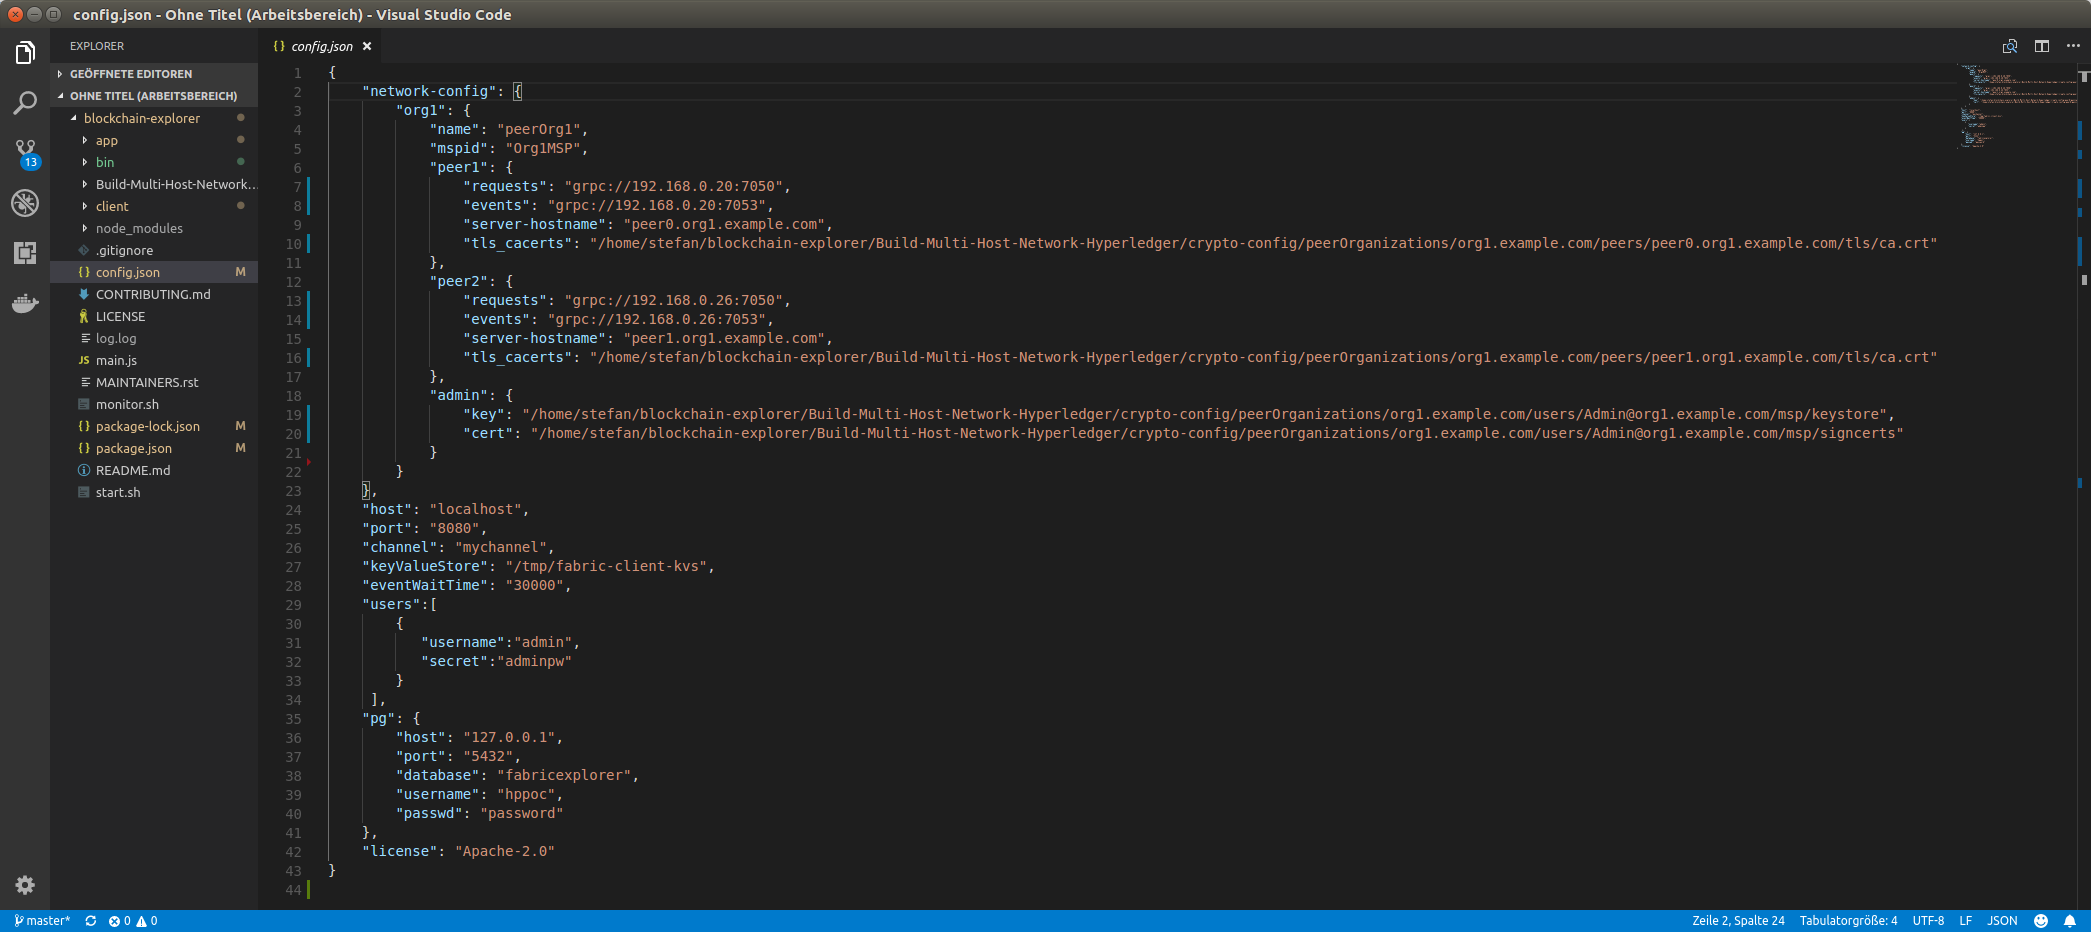 config.json - Ohne Titel (Arbeitsbereich) - Visual Studio Code
EXPLORER
GEÖFFNETE EDITOREN
OHNE TITEL (ARBEITSBEREICH)
blockchain-explorer
app
bin
Build-Multi-Host-Network...
client
node_modules
.gitignore
config.json M
CONTRIBUTING.md
LICENSE
log.log
JS main.js
MAINTAINERS.rst
monitor.sh
{} package-lock.json M
{} package.json M
README.md
start.sh
13
{} config.json
1 {
2 "network-config": {
3 "org1": {
4 "name": "peerOrg1",
5 "mspid": "Org1MSP",
6 "peer1": {
7 "requests": "grpc://192.168.0.20:7050",
8 "events": "grpc://192.168.0.20:7053",
9 "server-hostname": "peer0.org1.example.com",
10 "tls_cacerts": "/home/stefan/blockchain-explorer/Build-Multi-Host-Network-Hyperledger/crypto-config/peerOrganizations/org1.example.com/peers/peer0.org1.example.com/tls/ca.crt"
11 },
12 "peer2": {
13 "requests": "grpc://192.168.0.26:7050",
14 "events": "grpc://192.168.0.26:7053",
15 "server-hostname": "peer1.org1.example.com",
16 "tls_cacerts": "/home/stefan/blockchain-explorer/Build-Multi-Host-Network-Hyperledger/crypto-config/peerOrganizations/org1.example.com/peers/peer1.org1.example.com/tls/ca.crt"
17 },
18 "admin": {
19 "key": "/home/stefan/blockchain-explorer/Build-Multi-Host-Network-Hyperledger/crypto-config/peerOrganizations/org1.example.com/users/Admin@org1.example.com/msp/keystore",
20 "cert": "/home/stefan/blockchain-explorer/Build-Multi-Host-Network-Hyperledger/crypto-config/peerOrganizations/org1.example.com/users/Admin@org1.example.com/msp/signcerts"
21 }
22 }
23 },
24 "host": "localhost",
25 "port": "8080",
26 "channel": "mychannel",
27 "keyValueStore": "/tmp/fabric-client-kvs",
28 "eventWaitTime": "30000",
29 "users":[
30 {
31 "username":"admin",
32 "secret":"adminpw"
33 }
34 ],
35 "pg": {
36 "host": "127.0.0.1",
37 "port": "5432",
38 "database": "fabricexplorer",
39 "username": "hppoc",
40 "passwd": "password"
41 },
42 "license": "Apache-2.0"
43 }
44
master* 0 0 Zeile 2, Spalte 24 Tabulatorgröße: 4 UTF-8 LF JSON